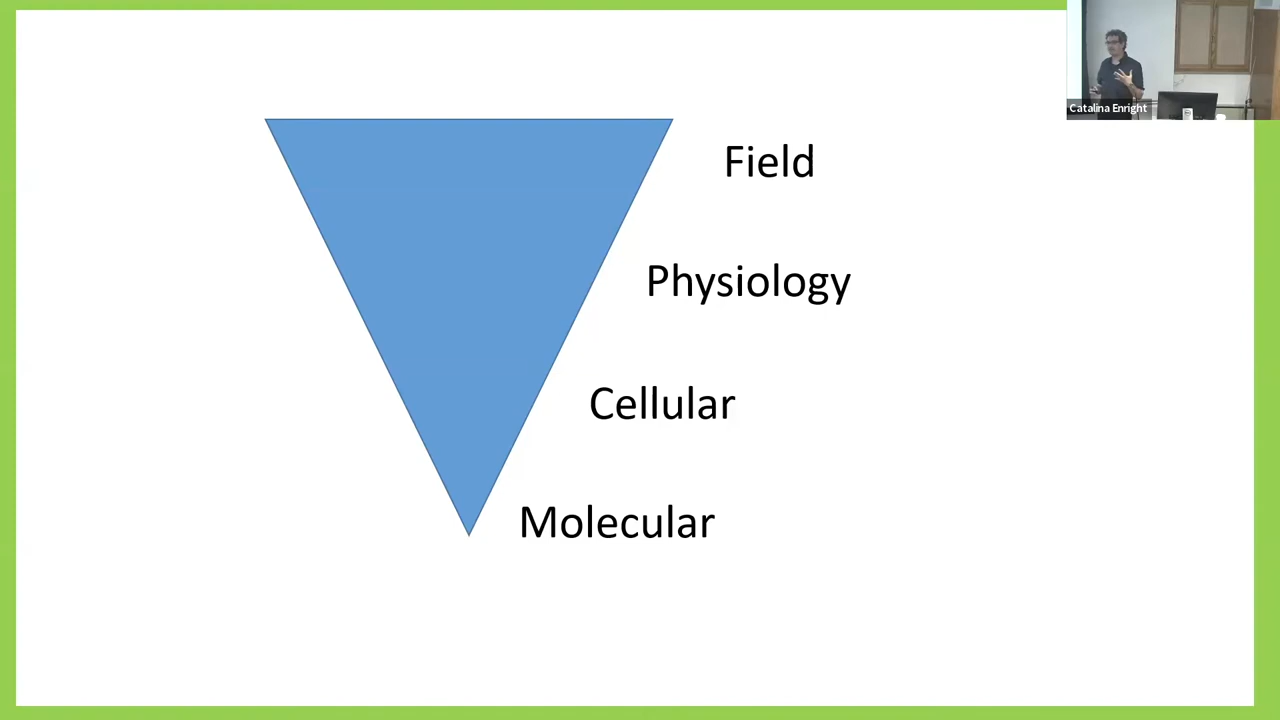 Catalina Enright
Field
Physiology
Cellular
Molecular